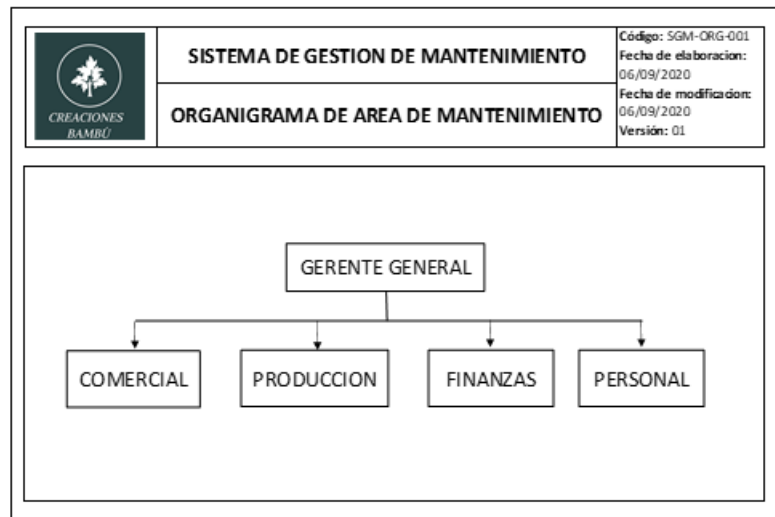 CREACIONES
BAMBÚ
SISTEMA DE GESTION DE MANTENIMIENTO
ORGANIGRAMA DE AREA DE MANTENIMIENTO
Código: SGM-ORG-001
Fecha de elaboracion:
06/09/2020
Fecha de modificacion:
06/09/2020
Versión: 01
GERENTE GENERAL
COMERCIAL
PRODUCCION
FINANZAS
PERSONAL